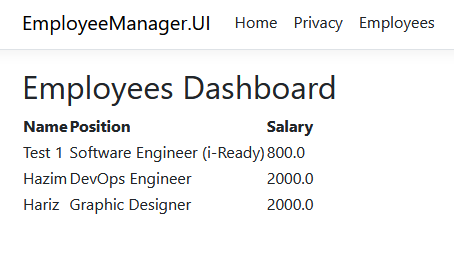 EmployeeManager.UI Home Privacy Employees
Employees Dashboard
Name Position Salary
Test 1 Software Engineer (i-Ready) 800.0
Hazim DevOps Engineer 2000.0
Hariz Graphic Designer 2000.0